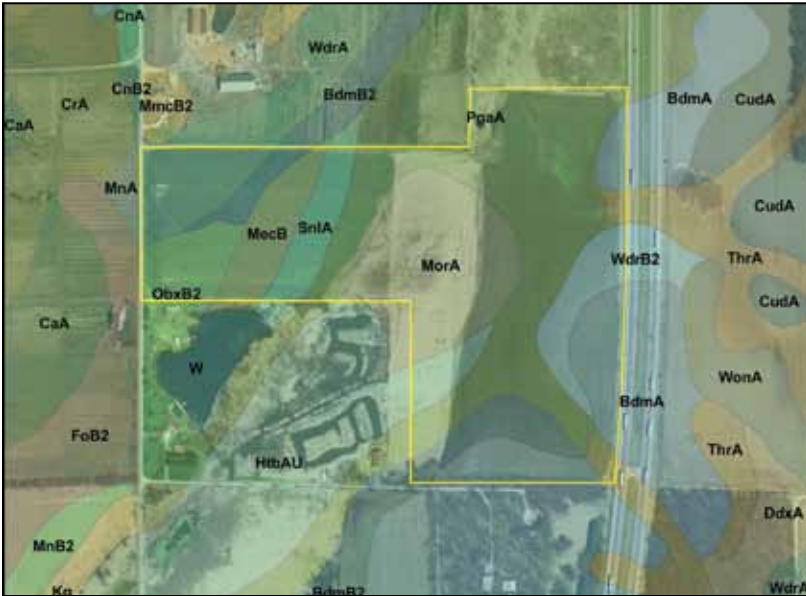 CnA
WdrA
CnB2
BdmB2
CrA
MmcB2
BdmA
CudA
CaA
PgaA
MnA
CudA
MecB
SnlA
MorA
WdrB2
ThrA
ObxB2
CudA
CaA
W
WonA
BdmA
FoB2
ThrA
HtbAU
DdxA
MnB2
Kg
BdmB2
WdrA